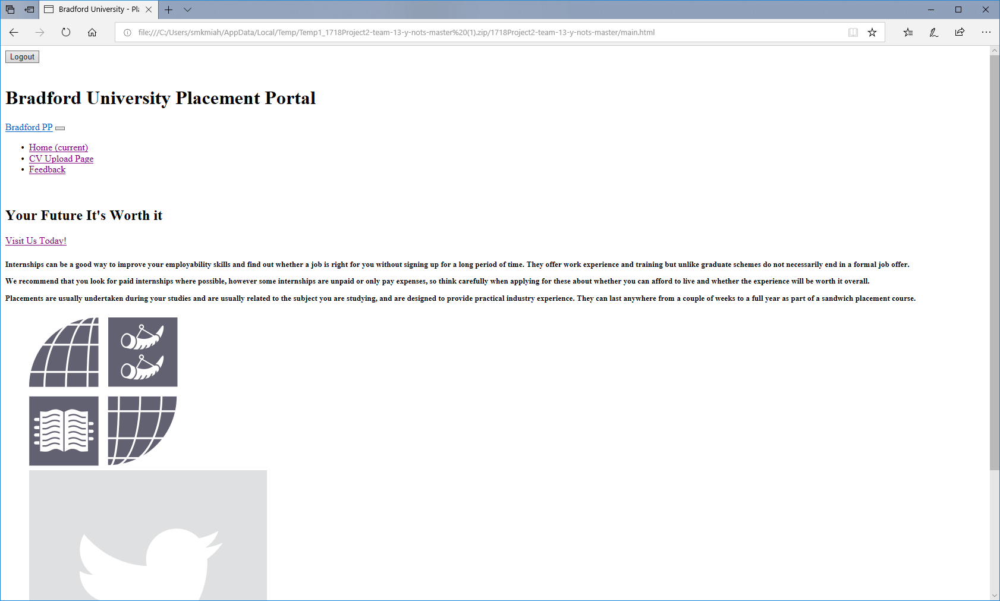 Bradford University - Pl
file:///C:/Users/smkmiah/AppData/Local/Temp/Temp1_1718Project2-team-13-y-nots-master%20(1).zip/1718Project2-team-13-y-nots-master/main.html
Logout
Bradford University Placement Portal
Bradford PP
• Home (current)
• CV Upload Page
• Feedback
Your Future It's Worth it
Visit Us Today!
Internships can be a good way to improve your employability skills and find out whether a job is right for you without signing up for a long period of time. They offer work experience and training but unlike graduate schemes do not necessarily end in a formal job offer.
We recommend that you look for paid internships where possible, however some internships are unpaid or only pay expenses, so think carefully when applying for these about whether you can afford to live and whether the experience will be worth it overall.
Placements are usually undertaken during your studies and are usually related to the subject you are studying, and are designed to provide practical industry experience. They can last anywhere from a couple of weeks to a full year as part of a sandwich placement course.